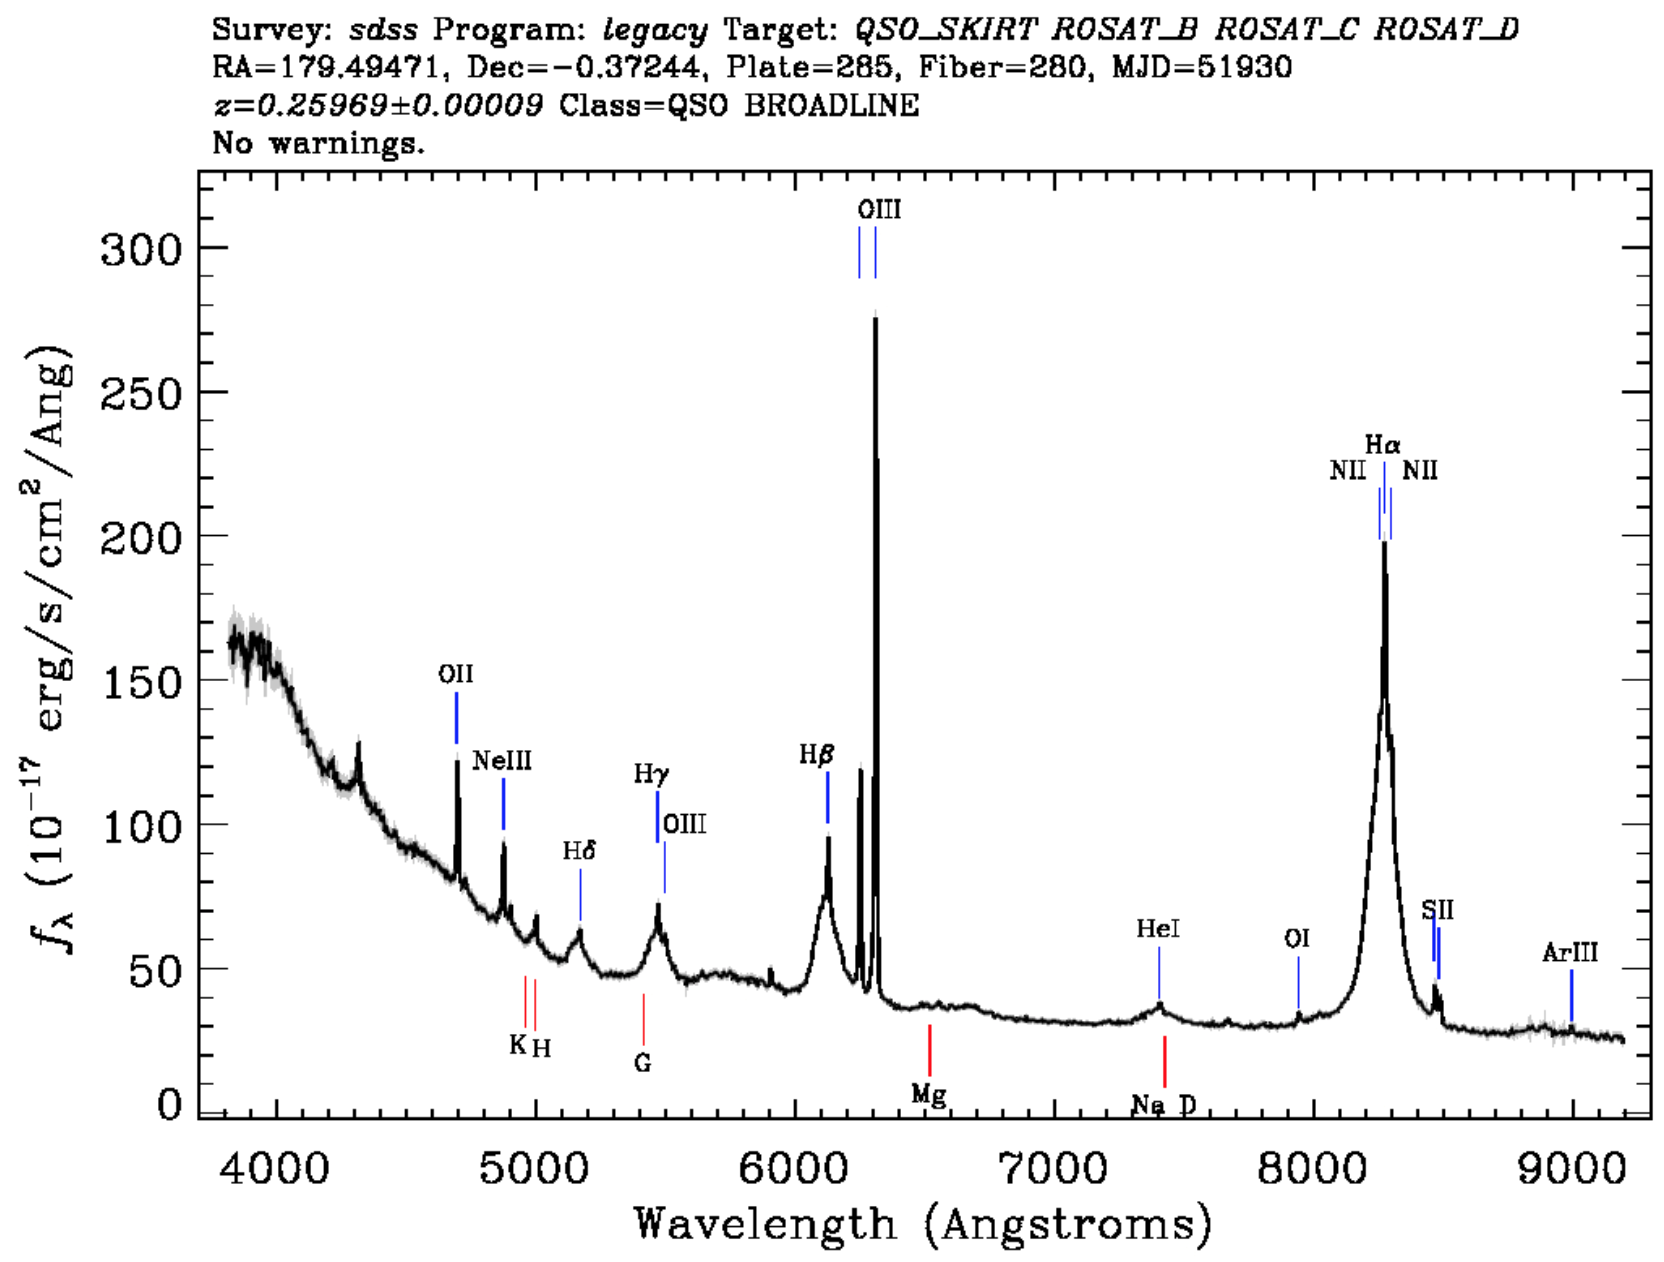 Survey: sdss Program: legacy Target: QSO_SKIRT ROSAT_B ROSAT_C ROSAT_D
RA=179.49471, Dec=−0.37244, Plate=285, Fiber=280, MJD=51930
z=0.25969±0.00009 Class=QSO BROADLINE
No warnings.
OIII
300
250
Hα
NII NII
200
OII
150
NeIII
Hβ
Hγ
OIII
100
Hδ
SII
HeI
OI
ArIII
50
K H
G
Mg
Na D
0
4000 5000 6000 7000 8000 9000
Wavelength (Angstroms)
fλ (10⁻¹⁷ erg/s/cm²/Ang)